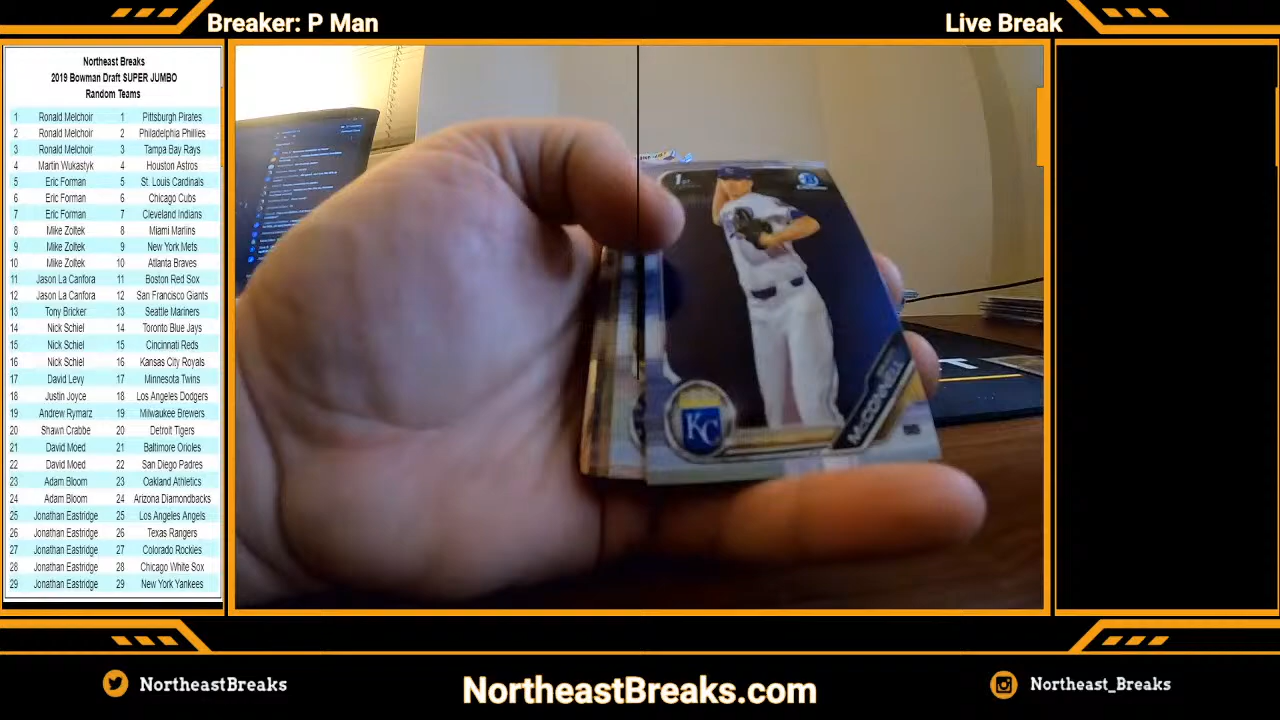 Breaker: P Man
Live Break
Northeast Breaks
2019 Bowman Draft SUPER JUMBO
Random Teams
1 Ronald Melchoir 1 Pittsburgh Pirates
2 Ronald Melchoir 2 Philadelphia Phillies
3 Ronald Melchoir 3 Tampa Bay Rays
4 Martin Wukastyk 4 Houston Astros
5 Eric Forman 5 St. Louis Cardinals
6 Eric Forman 6 Chicago Cubs
7 Eric Forman 7 Cleveland Indians
8 Mike Zoltek 8 Miami Marlins
9 Mike Zoltek 9 New York Mets
10 Mike Zoltek 10 Atlanta Braves
11 Jason La Canfora 11 Boston Red Sox
12 Jason La Canfora 12 San Francisco Giants
13 Tony Bricker 13 Seattle Mariners
14 Nick Schiel 14 Toronto Blue Jays
15 Nick Schiel 15 Cincinnati Reds
16 Nick Schiel 16 Kansas City Royals
17 David Levy 17 Minnesota Twins
18 Justin Joyce 18 Los Angeles Dodgers
19 Andrew Rymarz 19 Milwaukee Brewers
20 Shawn Crabbe 20 Detroit Tigers
21 David Moed 21 Baltimore Orioles
22 David Moed 22 San Diego Padres
23 Adam Bloom 23 Oakland Athletics
24 Adam Bloom 24 Arizona Diamondbacks
25 Jonathan Eastridge 25 Los Angeles Angels
26 Jonathan Eastridge 26 Texas Rangers
27 Jonathan Eastridge 27 Colorado Rockies
28 Jonathan Eastridge 28 Chicago White Sox
29 Jonathan Eastridge 29 New York Yankees
1st
KC
McCONNELL
NortheastBreaks
NortheastBreaks.com
Northeast_Breaks